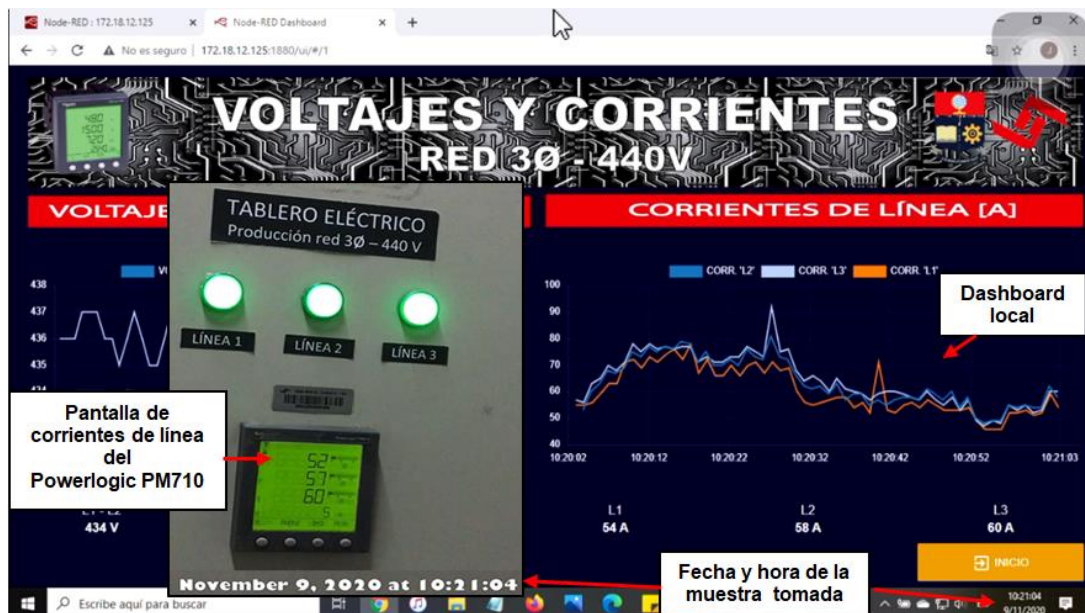 Node-RED : 172.18.12.125
Node-RED Dashboard
No es seguro | 172.18.12.125:1880/ui/#/1
VOLTAJES Y CORRIENTES
RED 3Ø - 440V
VOLTAJE
CORRIENTES DE LÍNEA [A]
TABLERO ELÉCTRICO
Producción red 3Ø – 440 V
LÍNEA 1
LÍNEA 2
LÍNEA 3
438
437
436
435
CORR. 'L2'
CORR. 'L3'
CORR. 'L1'
100
90
80
70
60
50
40
10:20:02
10:20:12
10:20:22
10:20:32
10:20:42
10:20:52
10:21:03
Dashboard
local
Pantalla de
corrientes de línea
del
Powerlogic PM710
52
57
60
5
434 V
L1
54 A
L2
58 A
L3
60 A
INICIO
November 9, 2020 at 10:21:04
Fecha y hora de la
muestra tomada
Escribe aquí para buscar
10:21:04